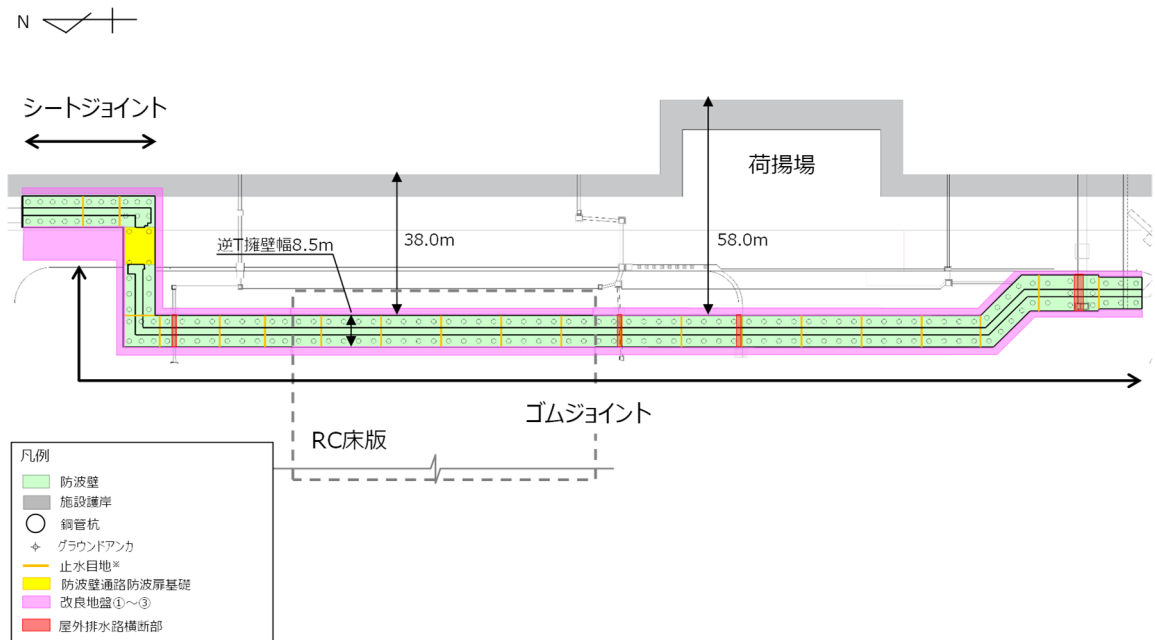 N
シートジョイント
荷揚場
逆T擁壁幅8.5m
38.0m
58.0m
ゴムジョイント
RC床版
凡例
防波壁
施設護岸
鋼管杭
グラウンドアンカ
止水目地※
防波壁通路防波扉基礎
改良地盤①～③
屋外排水路横断部